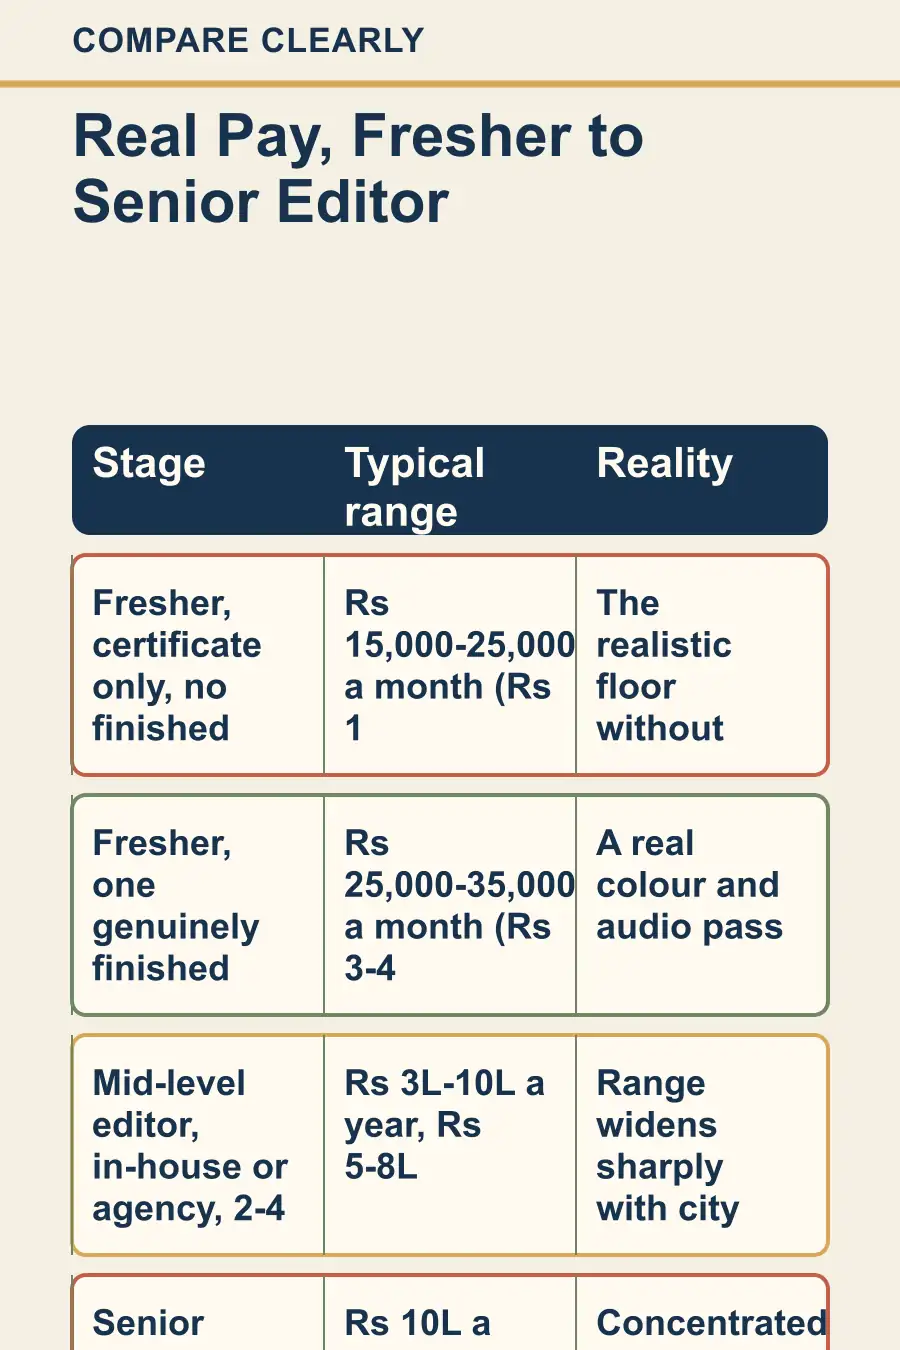 COMPARE CLEARLY
Real Pay, Fresher to
Senior Editor
Stage
Typical
range
Reality
Fresher,
certificate
only, no
finished
Rs
15,000-25,000
a month (Rs
1
The
realistic
floor
without
Fresher,
one
genuinely
finished
Rs
25,000-35,000
a month (Rs
3-4
A real
colour and
audio pass
Mid-level
editor,
in-house or
agency, 2-4
Rs 3L-10L a
year, Rs
5-8L
Range
widens
sharply
with city
Senior
Rs 10L a
Concentrated